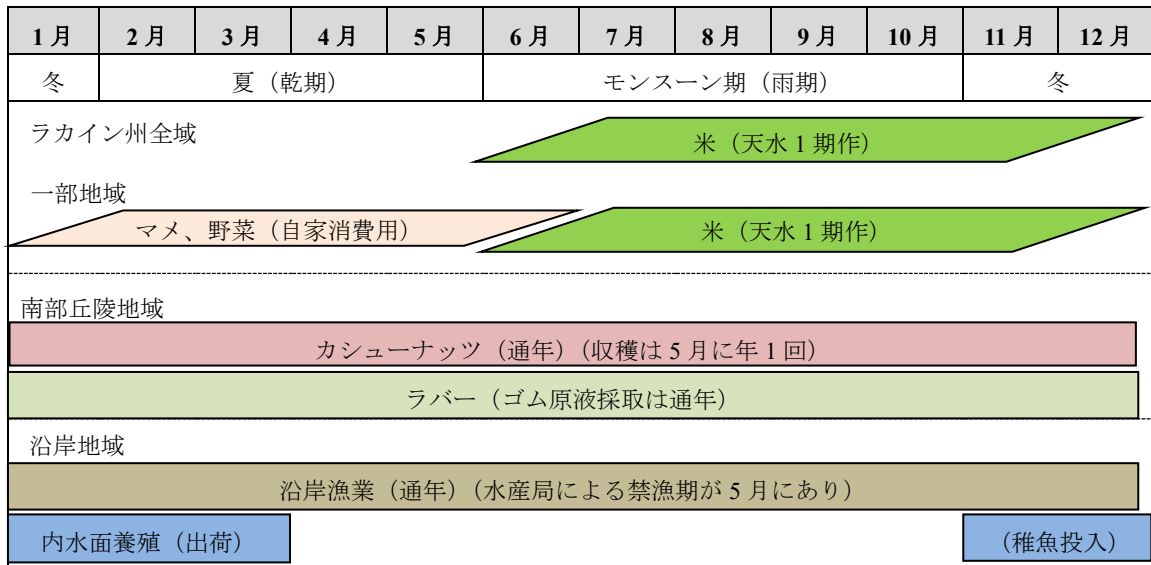 1月 2月 3月 4月 5月 6月 7月 8月 9月 10月 11月 12月
冬 夏（乾期） モンスーン期（雨期） 冬
ラカイン州全域
米（天水1期作）
一部地域
マメ、野菜（自家消費用） 米（天水1期作）
南部丘陵地域
カシューナッツ（通年）（収穫は5月に年1回）
ラバー（ゴム原液採取は通年）
沿岸地域
沿岸漁業（通年）（水産局による禁漁期が5月にあり）
内水面養殖（出荷） （稚魚投入）